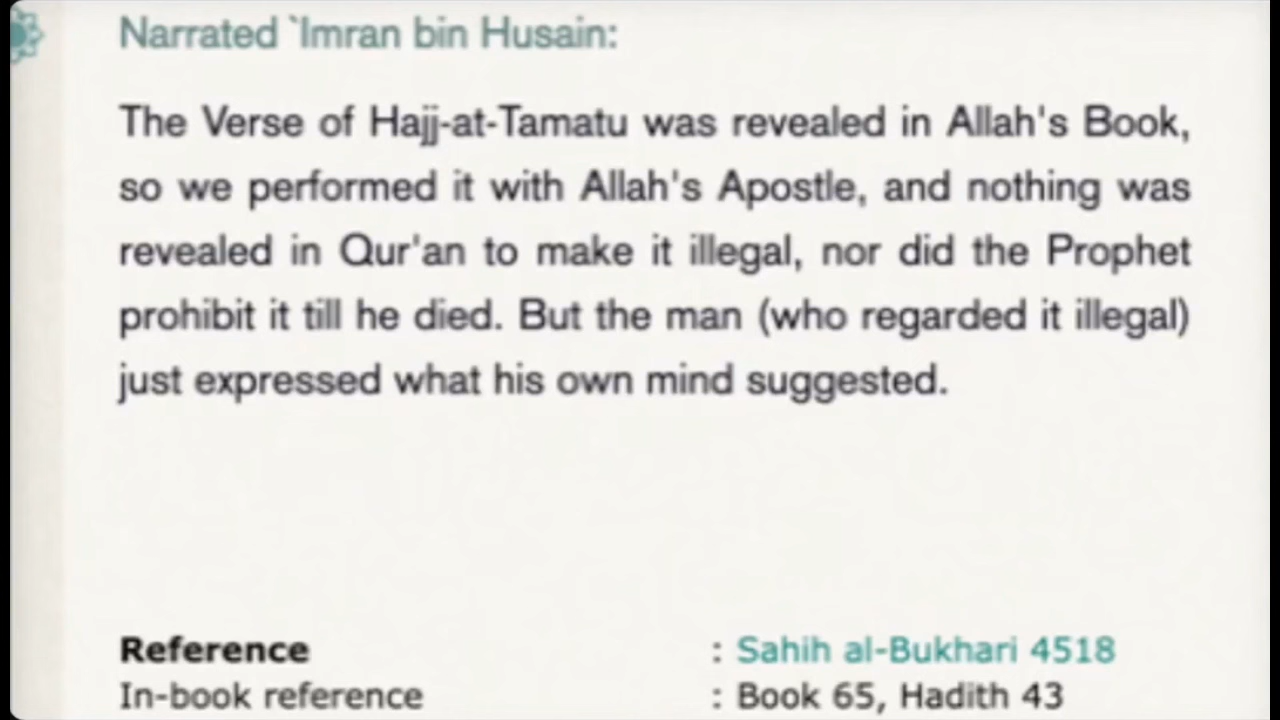 Narrated `Imran bin Husain:
The Verse of Hajj-at-Tamatu was revealed in Allah's Book,
so we performed it with Allah's Apostle, and nothing was
revealed in Qur'an to make it illegal, nor did the Prophet
prohibit it till he died. But the man (who regarded it illegal)
just expressed what his own mind suggested.
Reference : Sahih al-Bukhari 4518
In-book reference : Book 65, Hadith 43